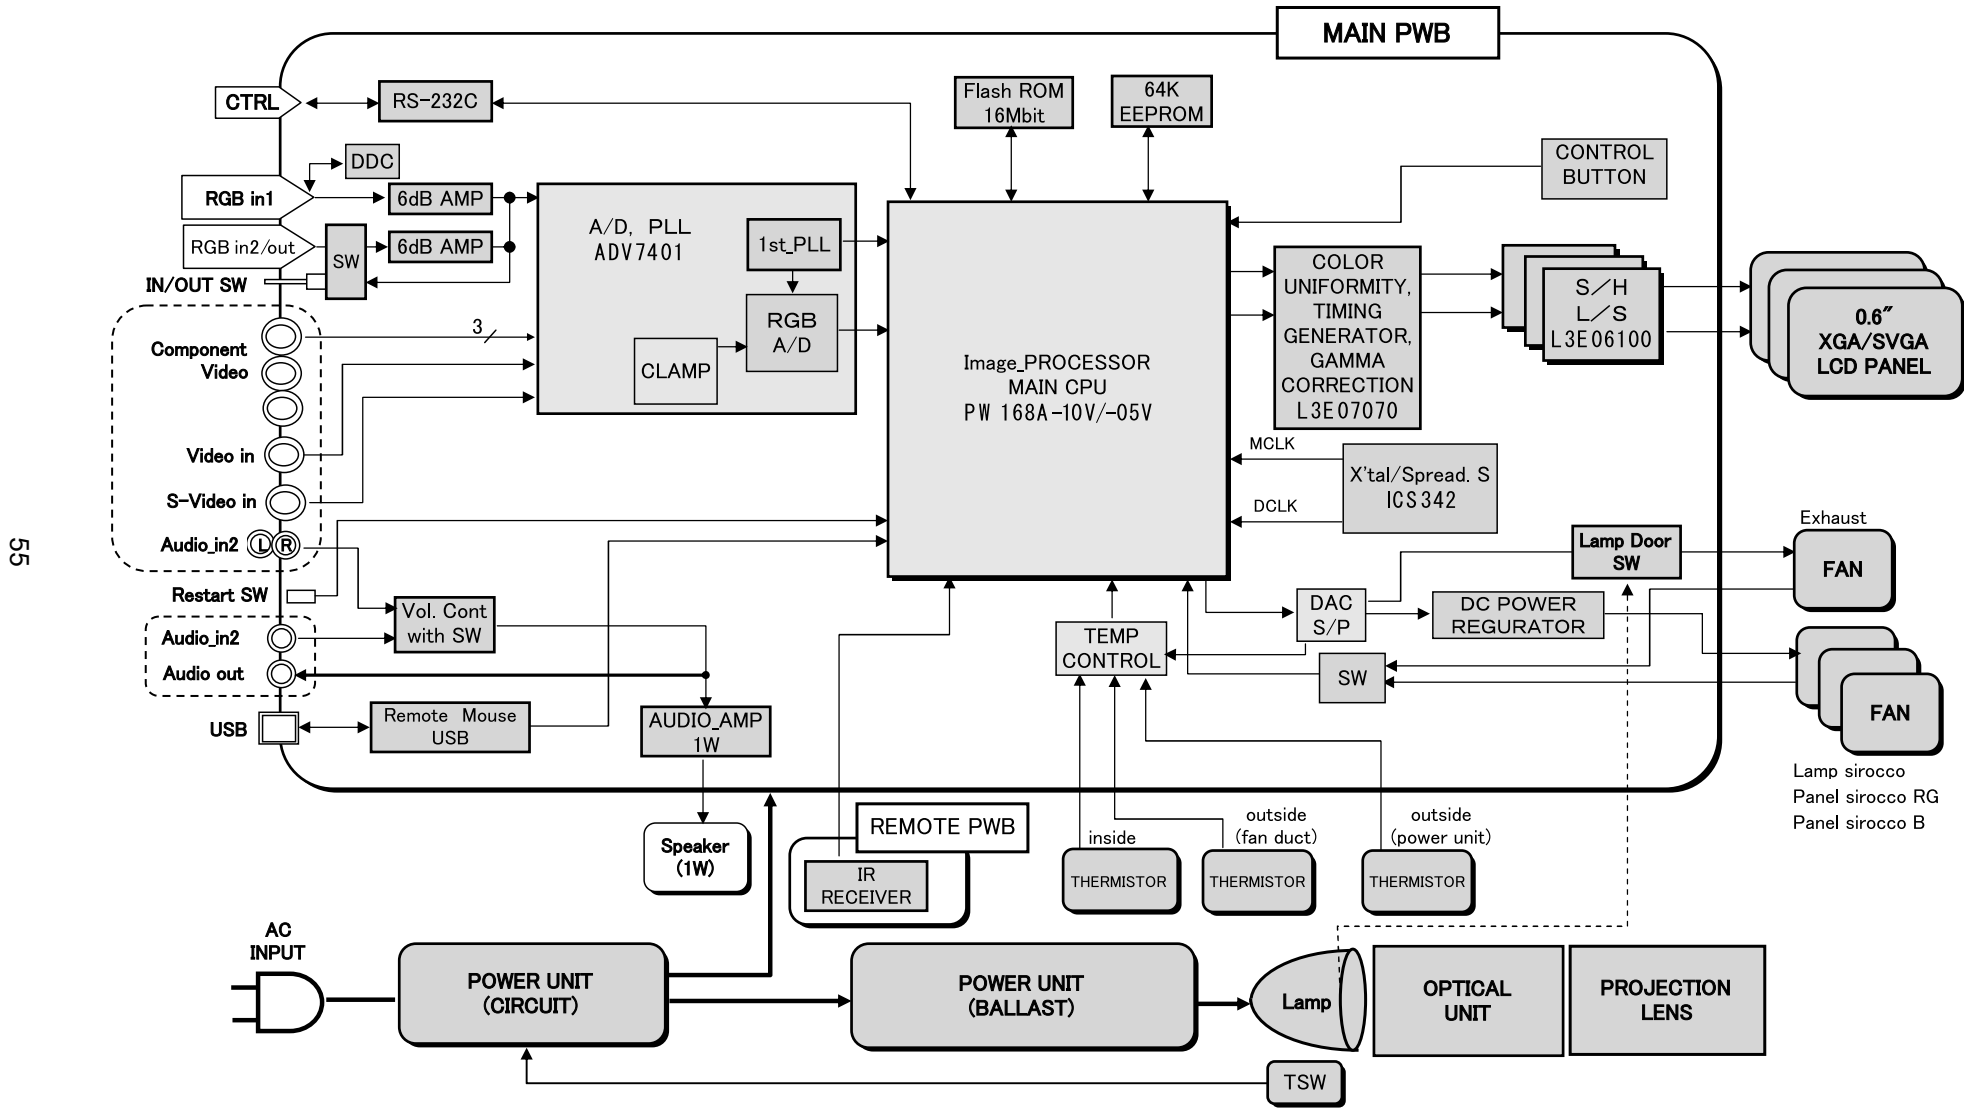 MAIN PWB
CTRL
RS-232C
Flash ROM
16Mbit
64K
EEPROM
DDC
CONTROL
BUTTON
RGB in1
6dB AMP
RGB in2/out
SW
6dB AMP
IN/OUT SW
A/D, PLL
ADV7401
1st_PLL
RGB
A/D
CLAMP
3
Component
Video
Video in
S-Video in
Audio_in2
L
R
Restart SW
Audio_in2
Audio out
USB
Vol. Cont
with SW
Remote Mouse
USB
AUDIO_AMP
1W
Speaker
(1W)
Image_PROCESSOR
MAIN CPU
PW 168A-10V/-05V
COLOR
UNIFORMITY,
TIMING
GENERATOR,
GAMMA
CORRECTION
L3E07070
S/H
L/S
L3E06100
0.6″
XGA/SVGA
LCD PANEL
MCLK
DCLK
X'tal/Spread. S
ICS342
Lamp Door
SW
Exhaust
FAN
DAC
S/P
DC POWER
REGURATOR
TEMP
CONTROL
SW
FAN
Lamp sirocco
Panel sirocco RG
Panel sirocco B
REMOTE PWB
IR
RECEIVER
inside
THERMISTOR
outside
(fan duct)
THERMISTOR
outside
(power unit)
THERMISTOR
AC
INPUT
POWER UNIT
(CIRCUIT)
POWER UNIT
(BALLAST)
Lamp
OPTICAL
UNIT
PROJECTION
LENS
TSW
55